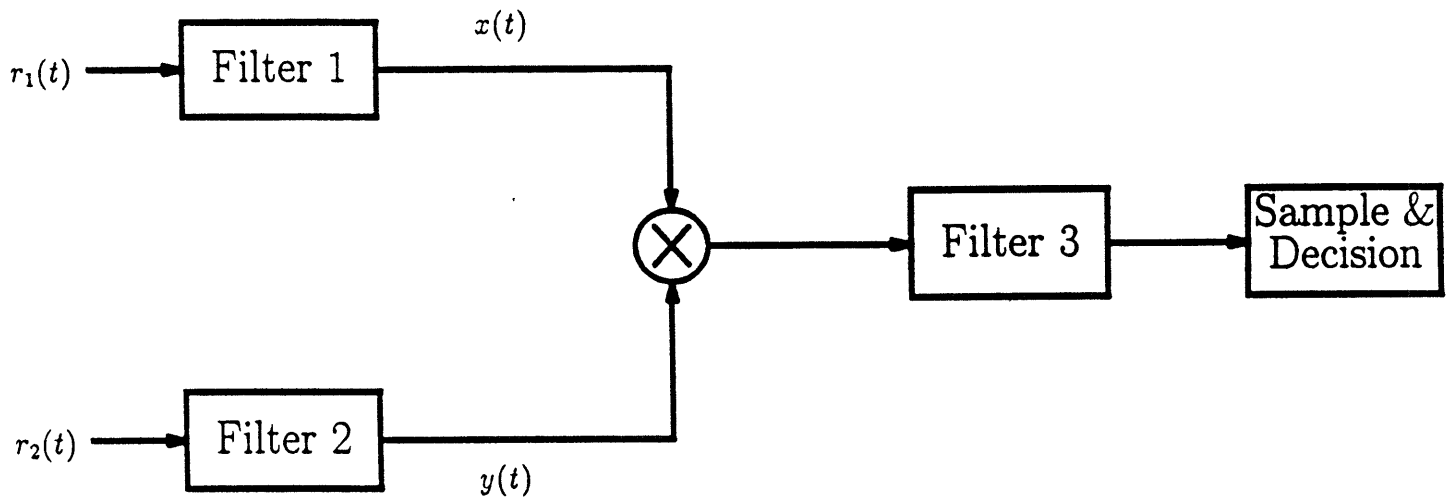 x(t)
r₁(t)
Filter 1
Filter 3
Sample &
Decision
r₂(t)
Filter 2
y(t)